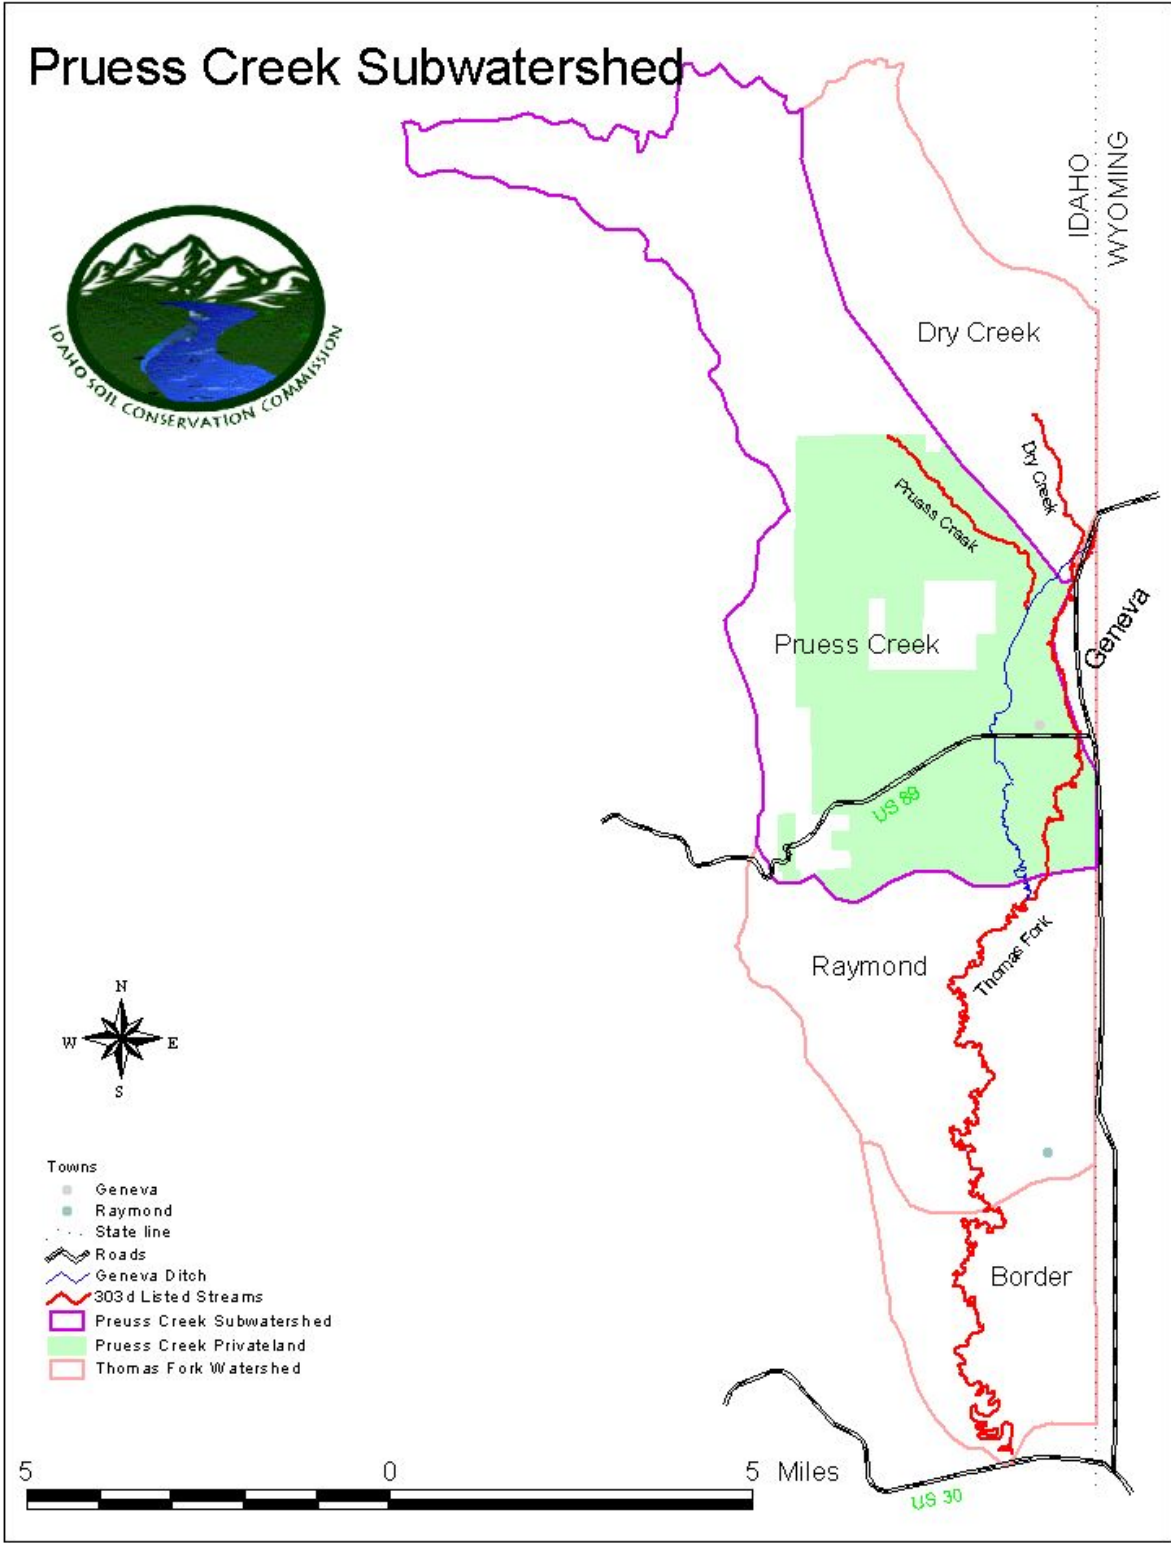 Pruess Creek Subwatershed
IDAHO
WYOMING
IDAHO SOIL CONSERVATION COMMISSION
Dry Creek
Dry Creek
Pruess Creek
Geneva
Pruess Creek
US 89
Thomas Fork
Raymond
N
W E
S
Towns
Geneva
Raymond
State line
Roads
Geneva Ditch
303d Listed Streams
Preuss Creek Subwatershed
Pruess Creek Privateland
Thomas Fork Watershed
Border
5 0 5 Miles
US 30